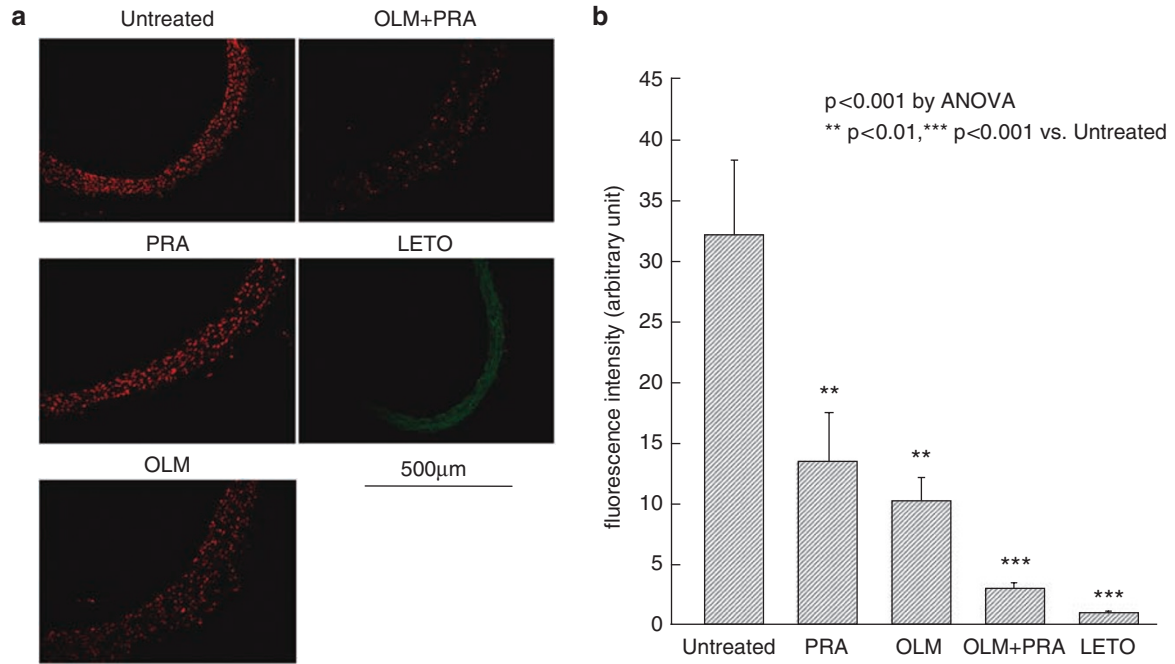 a
Untreated
OLM+PRA
PRA
LETO
OLM
500μm
b
fluorescence intensity (arbitrary unit)
45
40
35
30
25
20
15
10
5
0
p<0.001 by ANOVA
** p<0.01,*** p<0.001 vs. Untreated
**
**
***
***
Untreated
PRA
OLM
OLM+PRA
LETO